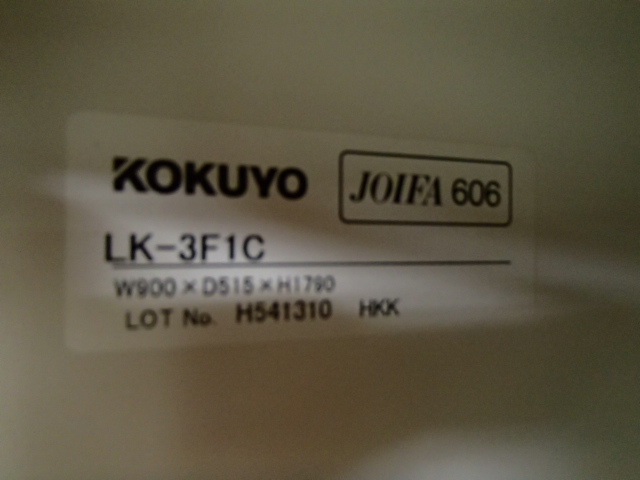 KOKUYO JOIFA 606
LK-3F1C
W900×D515×H1790
LOT No. H541310 HKK